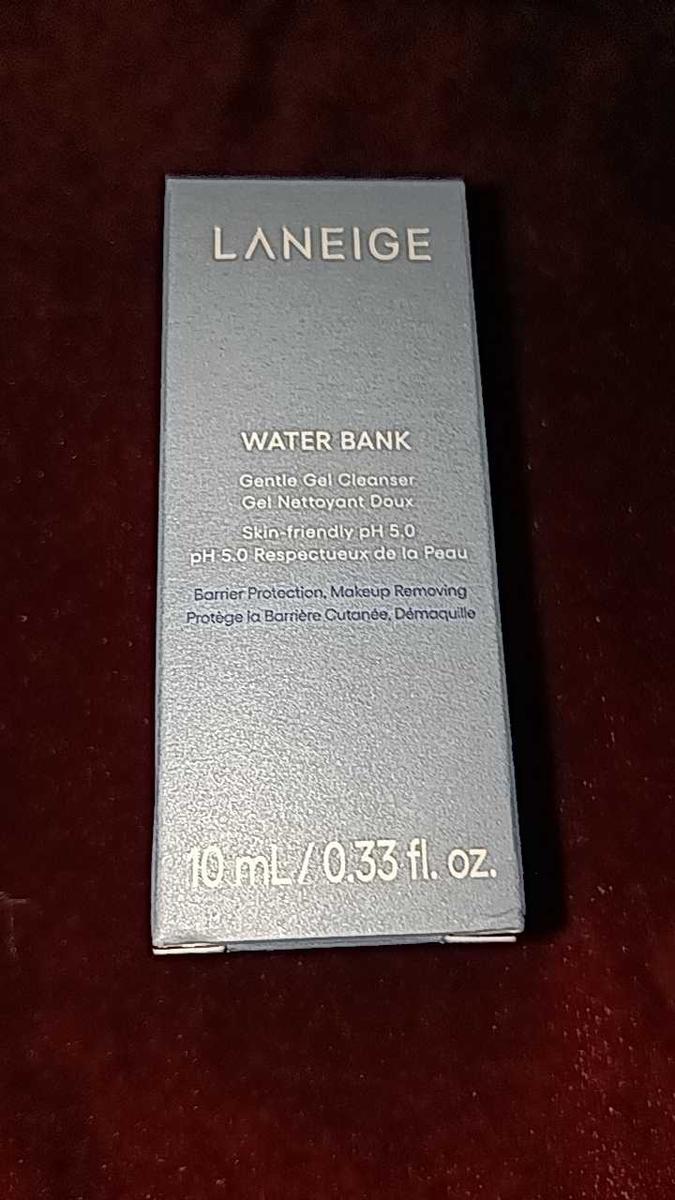 LANEIGE
WATER BANK
Gentle Gel Cleanser
Gel Nettoyant Doux
Skin-friendly pH 5.0
pH 5.0 Respectueux de la Peau
Barrier Protection, Makeup Removing
Protège la Barrière Cutanée, Démaquille
10 mL / 0.33 fl. oz.